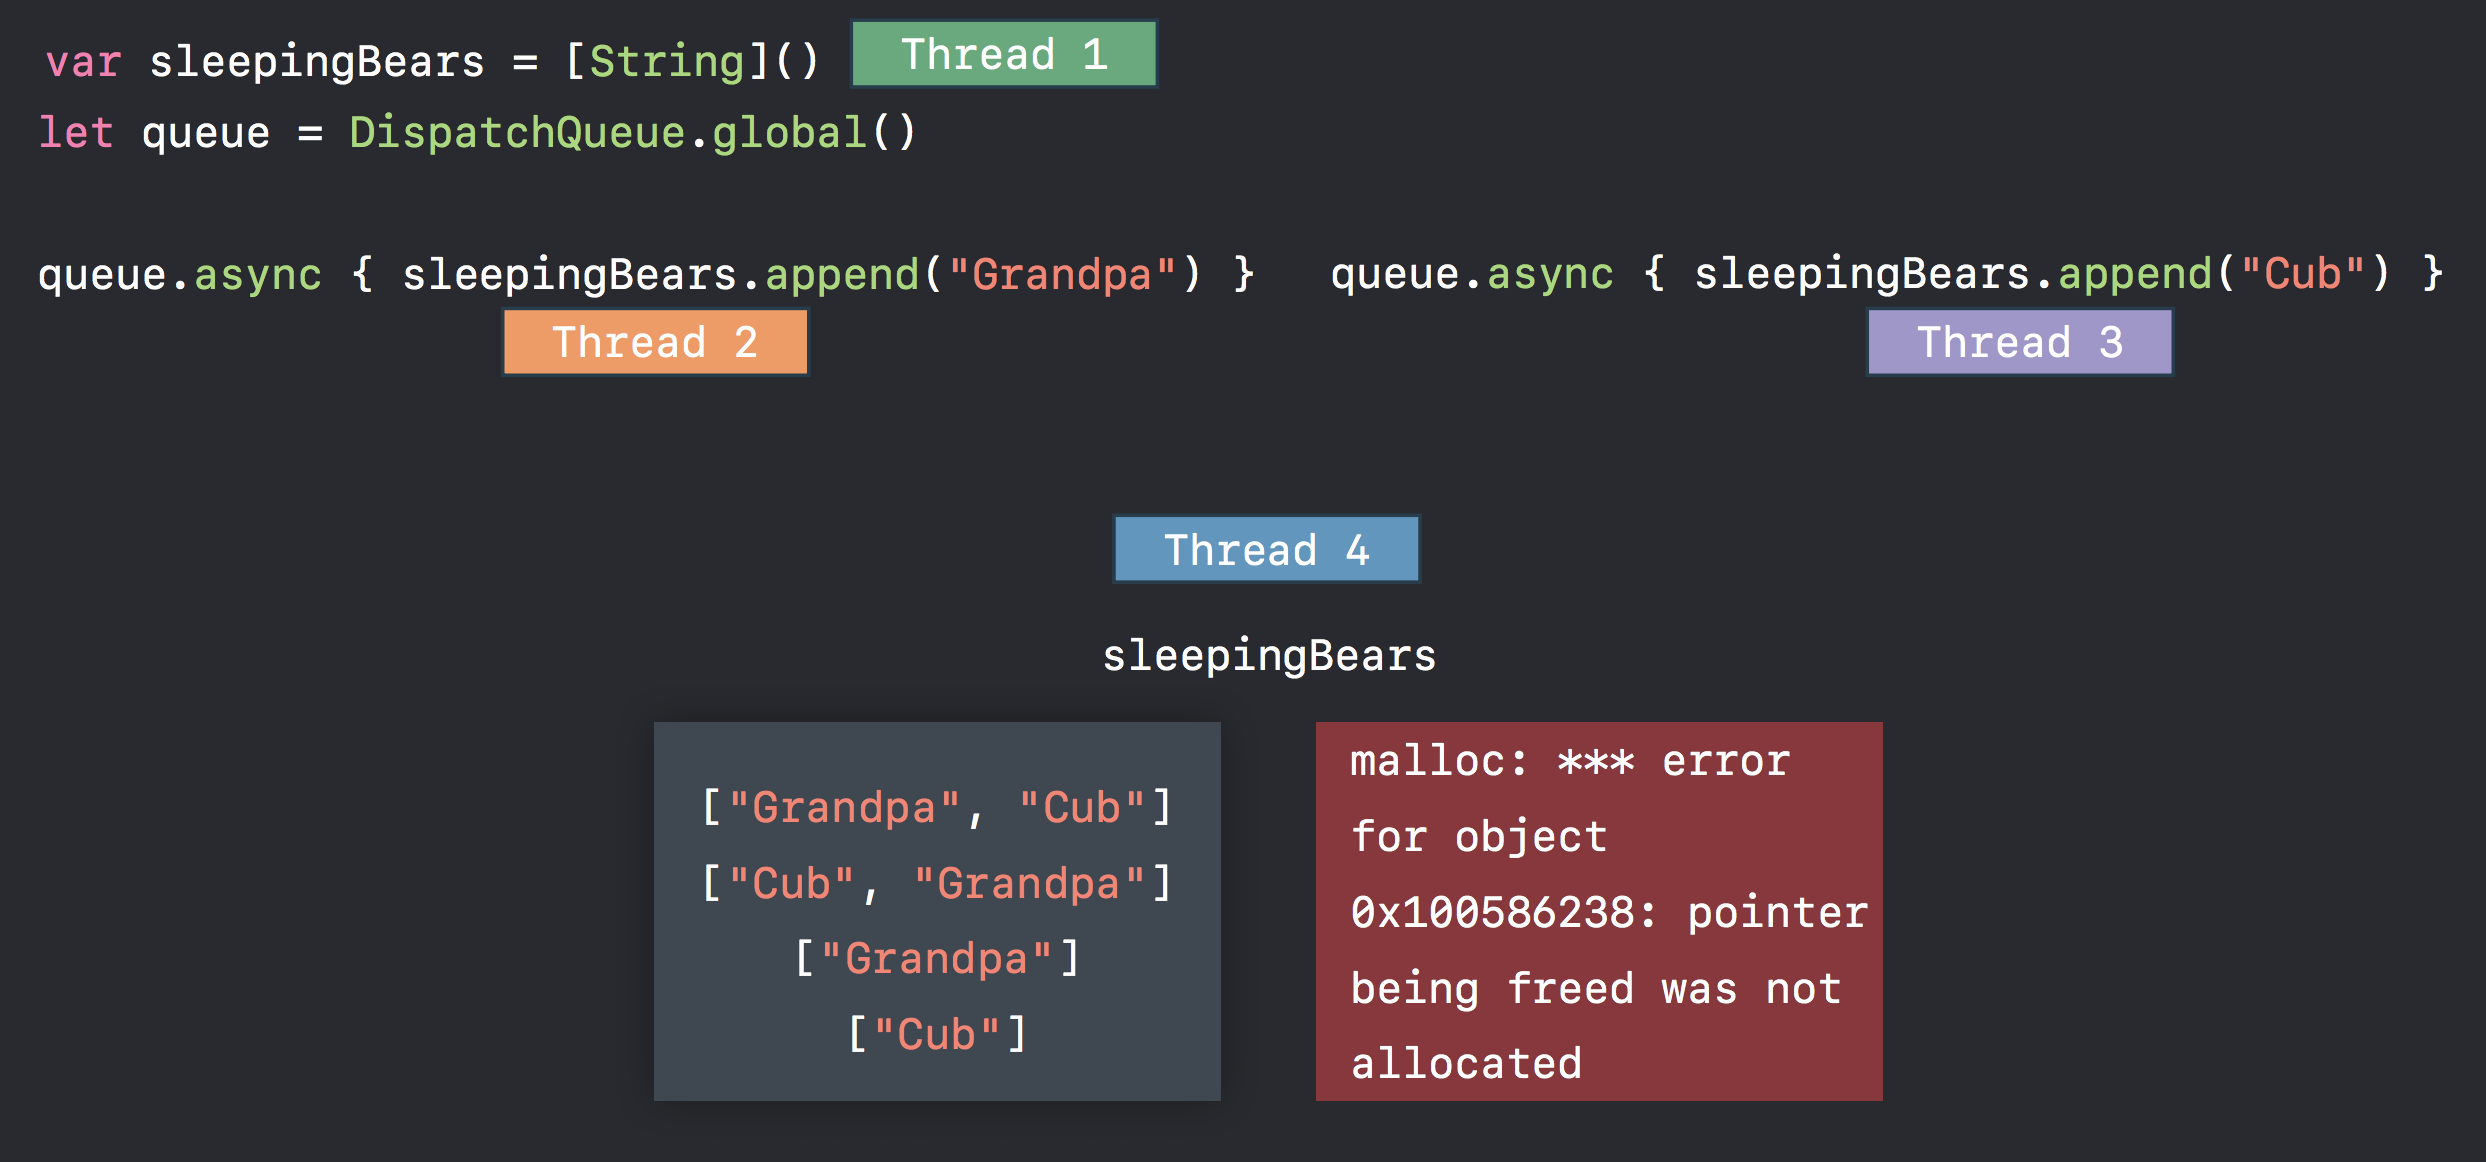 var sleepingBears = [String]() Thread 1
let queue = DispatchQueue.global()
queue.async { sleepingBears.append("Grandpa") } queue.async { sleepingBears.append("Cub") }
Thread 2 Thread 3
Thread 4
sleepingBears
["Grandpa", "Cub"]
["Cub", "Grandpa"]
["Grandpa"]
["Cub"]
malloc: *** error
for object
0x100586238: pointer
being freed was not
allocated